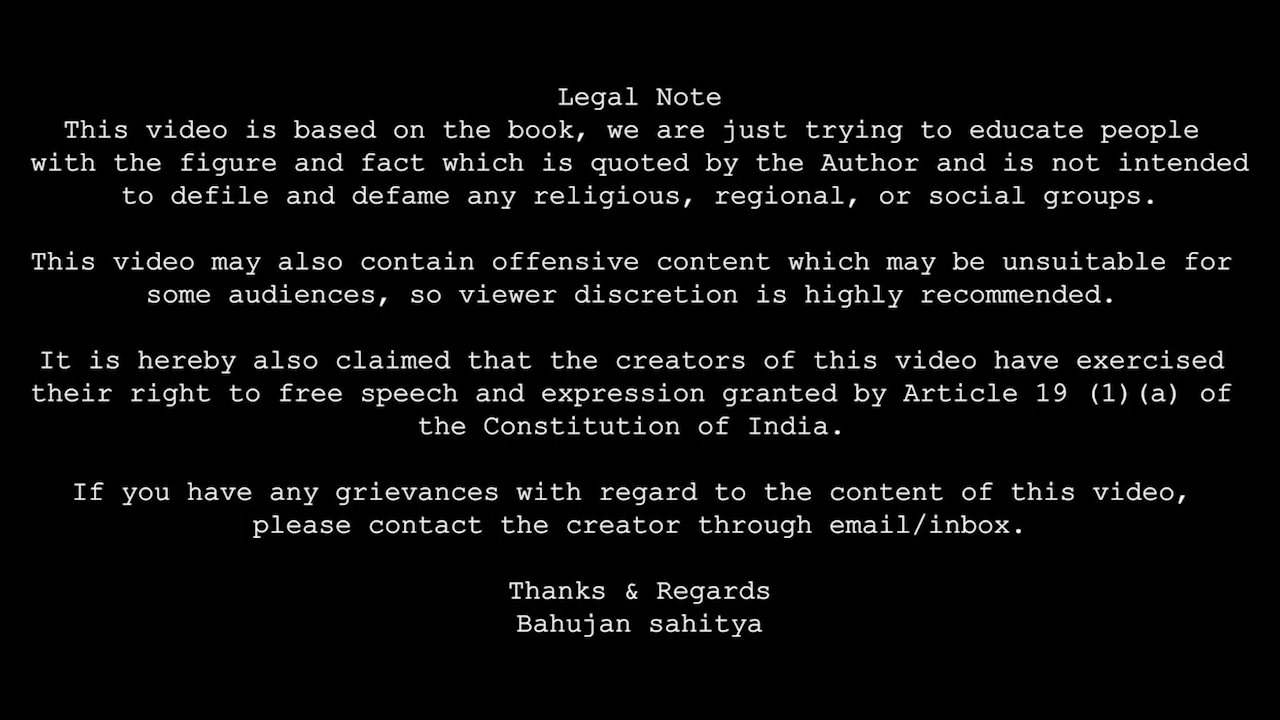 Legal Note
This video is based on the book, we are just trying to educate people
with the figure and fact which is quoted by the Author and is not intended
to defile and defame any religious, regional, or social groups.
This video may also contain offensive content which may be unsuitable for
some audiences, so viewer discretion is highly recommended.
It is hereby also claimed that the creators of this video have exercised
their right to free speech and expression granted by Article 19 (1)(a) of
the Constitution of India.
If you have any grievances with regard to the content of this video,
please contact the creator through email/inbox.
Thanks & Regards
Bahujan sahitya